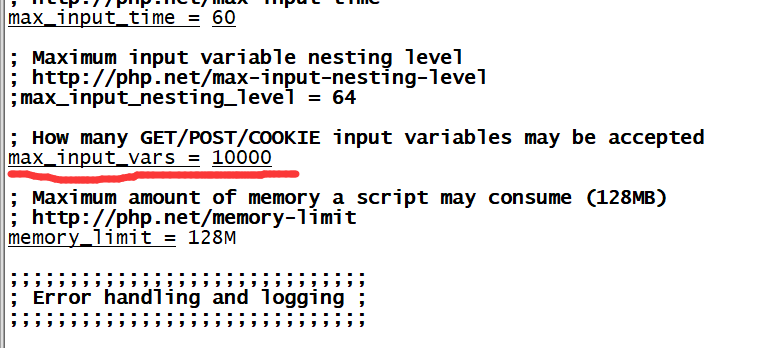 ; http://php.net/max-input-time
max_input_time = 60
; Maximum input variable nesting level
; http://php.net/max-input-nesting-level
;max_input_nesting_level = 64
; How many GET/POST/COOKIE input variables may be accepted
max_input_vars = 10000
; Maximum amount of memory a script may consume (128MB)
; http://php.net/memory-limit
memory_limit = 128M
;;;;;;;;;;;;;;;;;;;;;;;;;;;;;;
; Error handling and logging ;
;;;;;;;;;;;;;;;;;;;;;;;;;;;;;;